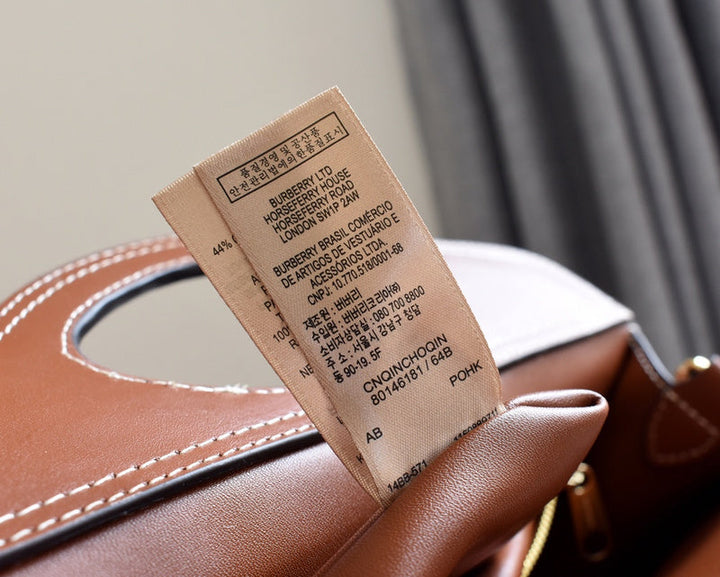 품질경영 및 공산품
안전관리법에의한품질표시
BURBERRY LTD
HORSEFERRY HOUSE
HORSEFERRY ROAD
LONDON SW1P 2AW
BURBERRY BRASIL COMÉRCIO
DE ARTIGOS DE VESTUÁRIO E
ACESSÓRIOS LTDA.
CNPJ: 10.770.518/0001-68
제조원 : 버버리
수입원 : 버버리코리아㈜
소비자상담실 : 080 700 8800
주 소 : 서울시 강남구 청담
동 90-19. 5F
CNQINCHOQIN
80146181 / 64B
POHK
AB
44%
100%